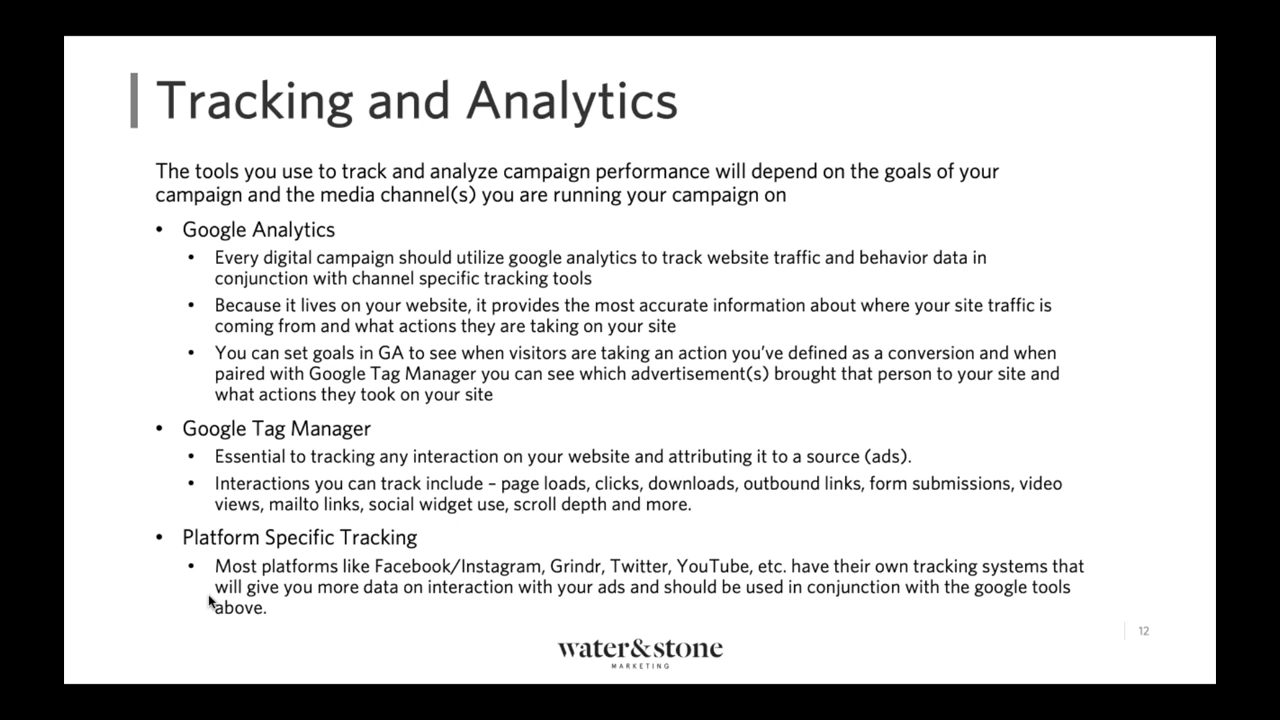 Tracking and Analytics
The tools you use to track and analyze campaign performance will depend on the goals of your
campaign and the media channel(s) you are running your campaign on
• Google Analytics
• Every digital campaign should utilize google analytics to track website traffic and behavior data in
conjunction with channel specific tracking tools
• Because it lives on your website, it provides the most accurate information about where your site traffic is
coming from and what actions they are taking on your site
• You can set goals in GA to see when visitors are taking an action you've defined as a conversion and when
paired with Google Tag Manager you can see which advertisement(s) brought that person to your site and
what actions they took on your site
• Google Tag Manager
• Essential to tracking any interaction on your website and attributing it to a source (ads).
• Interactions you can track include – page loads, clicks, downloads, outbound links, form submissions, video
views, mailto links, social widget use, scroll depth and more.
• Platform Specific Tracking
• Most platforms like Facebook/Instagram, Grindr, Twitter, YouTube, etc. have their own tracking systems that
will give you more data on interaction with your ads and should be used in conjunction with the google tools
above.
12
water&stone
MARKETING